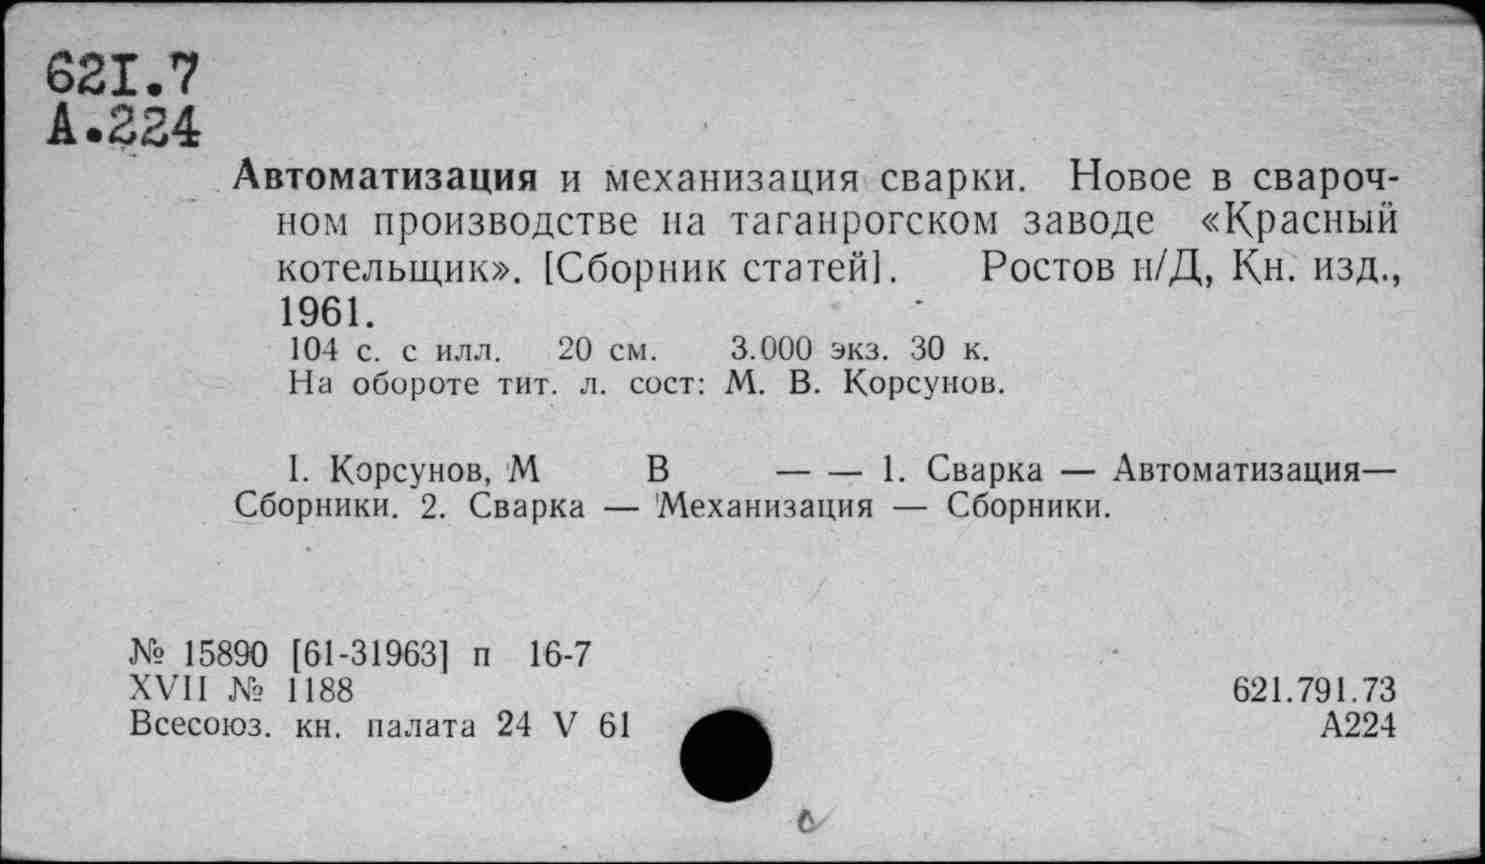 621.7
А.224
Автоматизация и механизация сварки. Новое в свароч-
ном производстве на таганрогском заводе «Красный
котельщик». [Сборник статей]. Ростов н/Д, Кн. изд.,
1961.
104 с. с илл. 20 см. 3.000 экз. 30 к.
На обороте тит. л. сост: М. В. Корсунов.
I. Корсунов, М В — — 1. Сварка — Автоматизация—
Сборники. 2. Сварка — Механизация — Сборники.
№ 15890 [61-31963] п 16-7
XVII № 1188
621.791.73
Всесоюз. кн. палата 24 V 61
А224